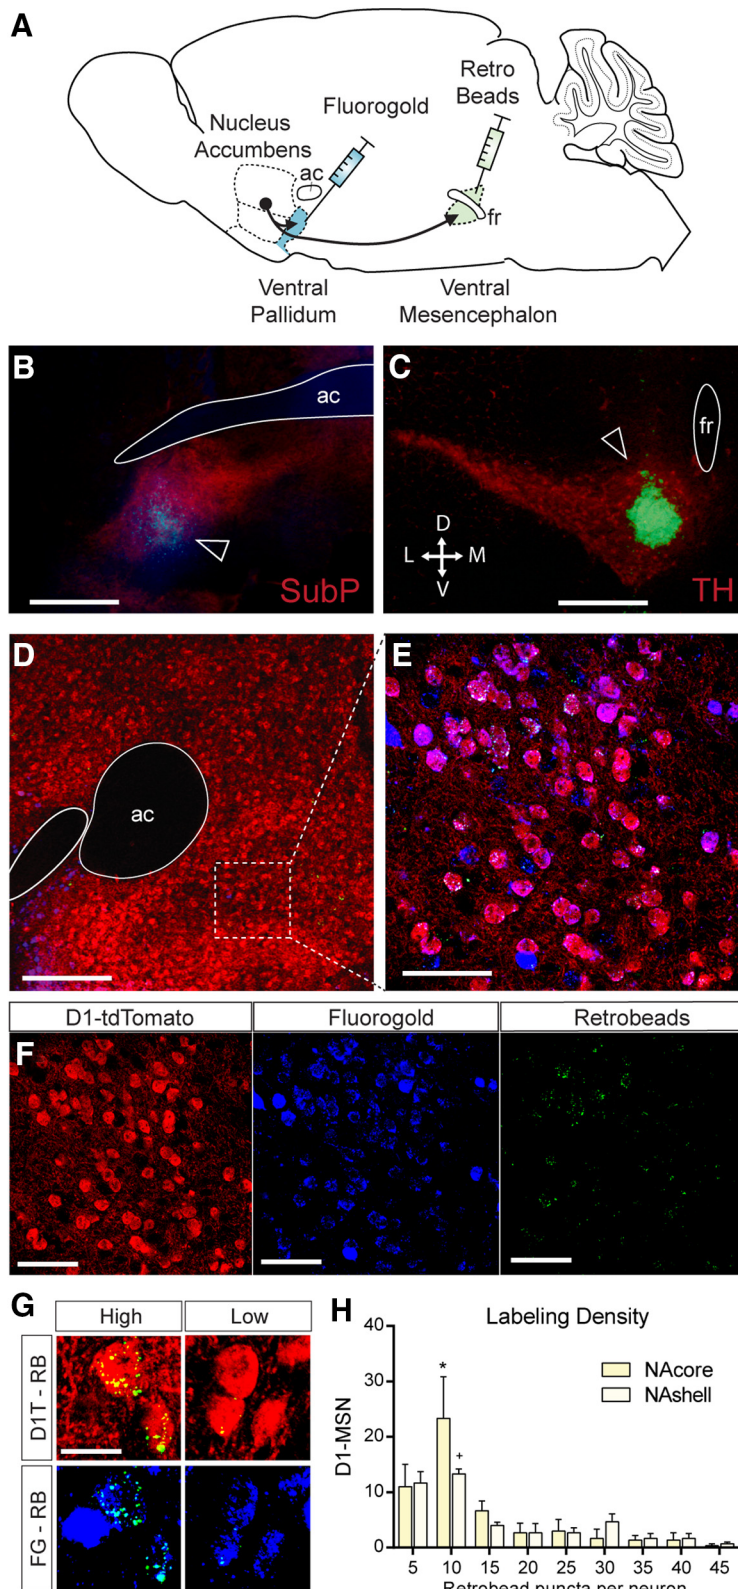 A
Retro
Beads
Fluorogold
Nucleus
Accumbens
ac
fr
Ventral
Pallidum
Ventral
Mesencephalon
B
ac
SubP
C
fr
D
L M
V
TH
D
ac
E
D1-tdTomato
Fluorogold
Retrobeads
F
G
High
Low
D1T - RB
FG - RB
H
Labeling Density
40
30
20
10
0
D1-MSN
*
+
NAcore
NAshell
5 10 15 20 25 30 35 40 45
Retrobead puncta per neuron